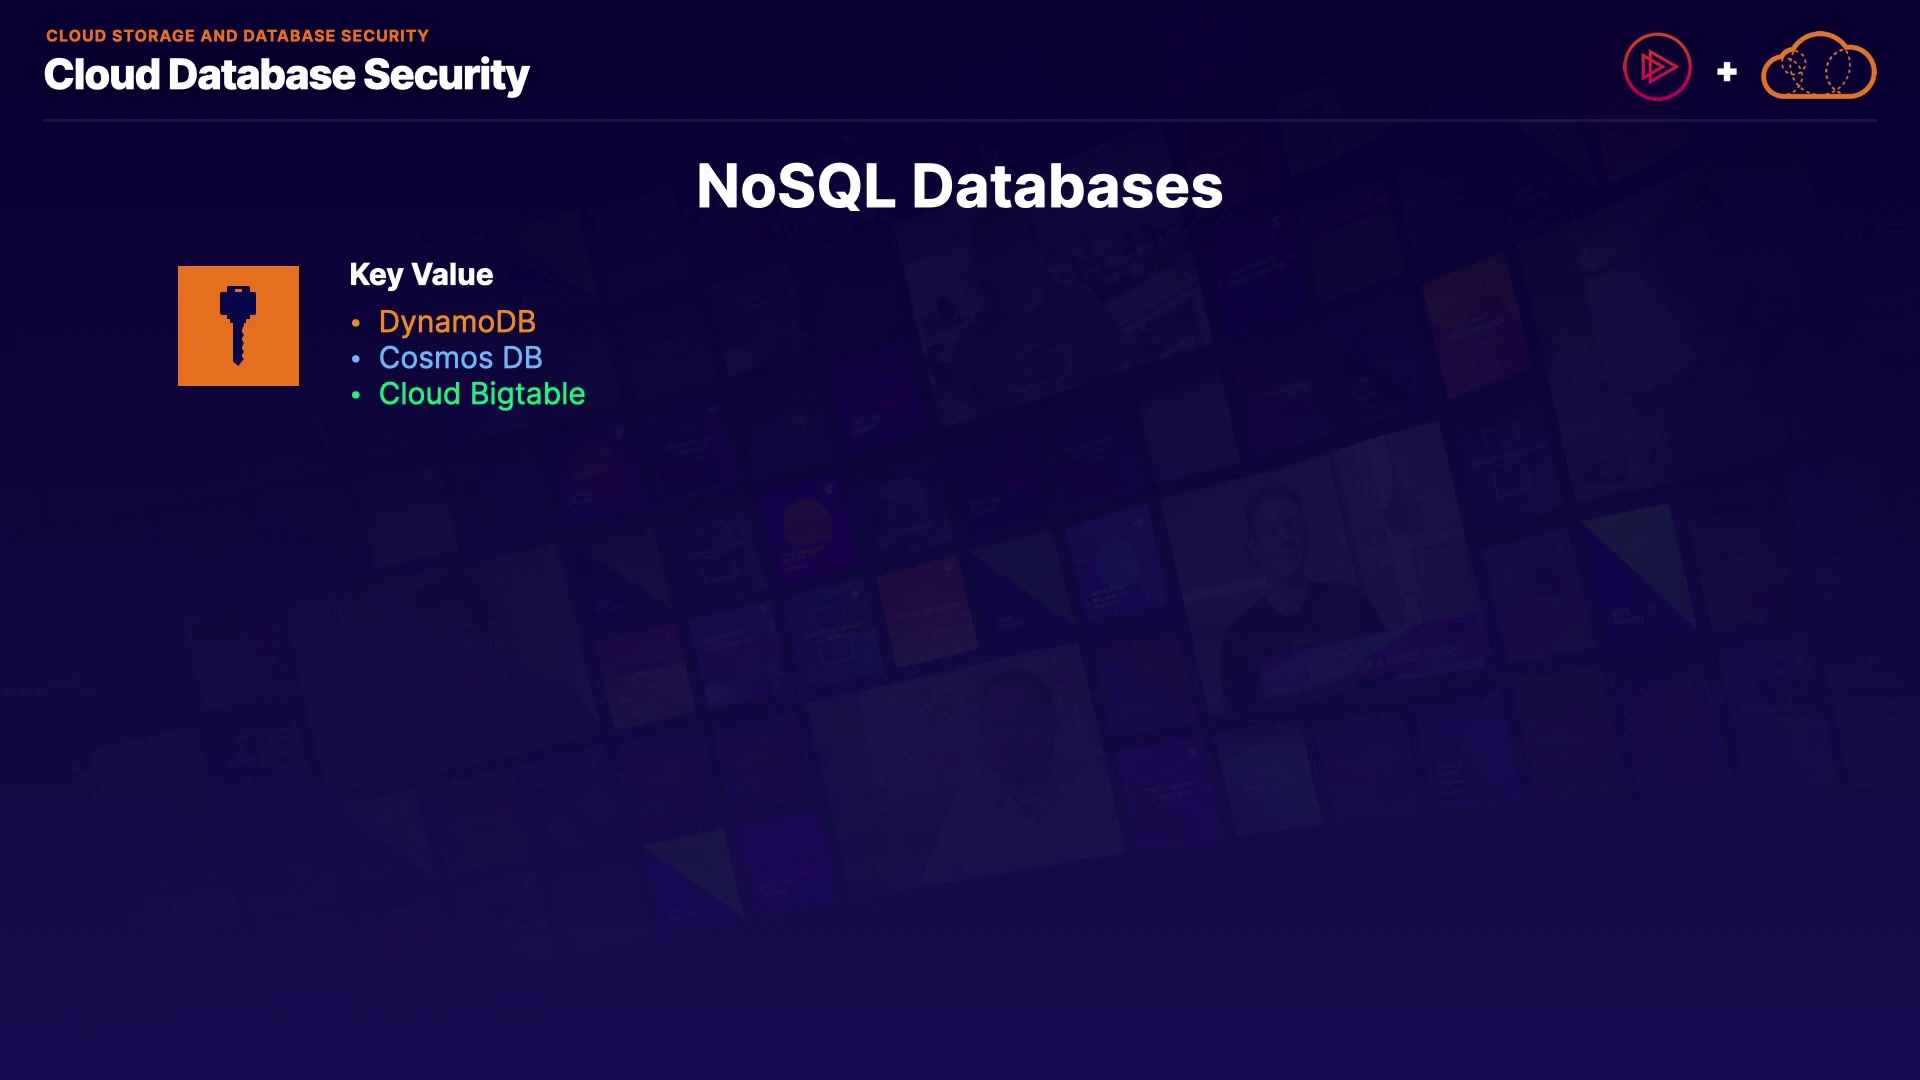 CLOUD STORAGE AND DATABASE SECURITY
Cloud Database Security
NoSQL Databases
Key Value
• DynamoDB
• Cosmos DB
• Cloud Bigtable